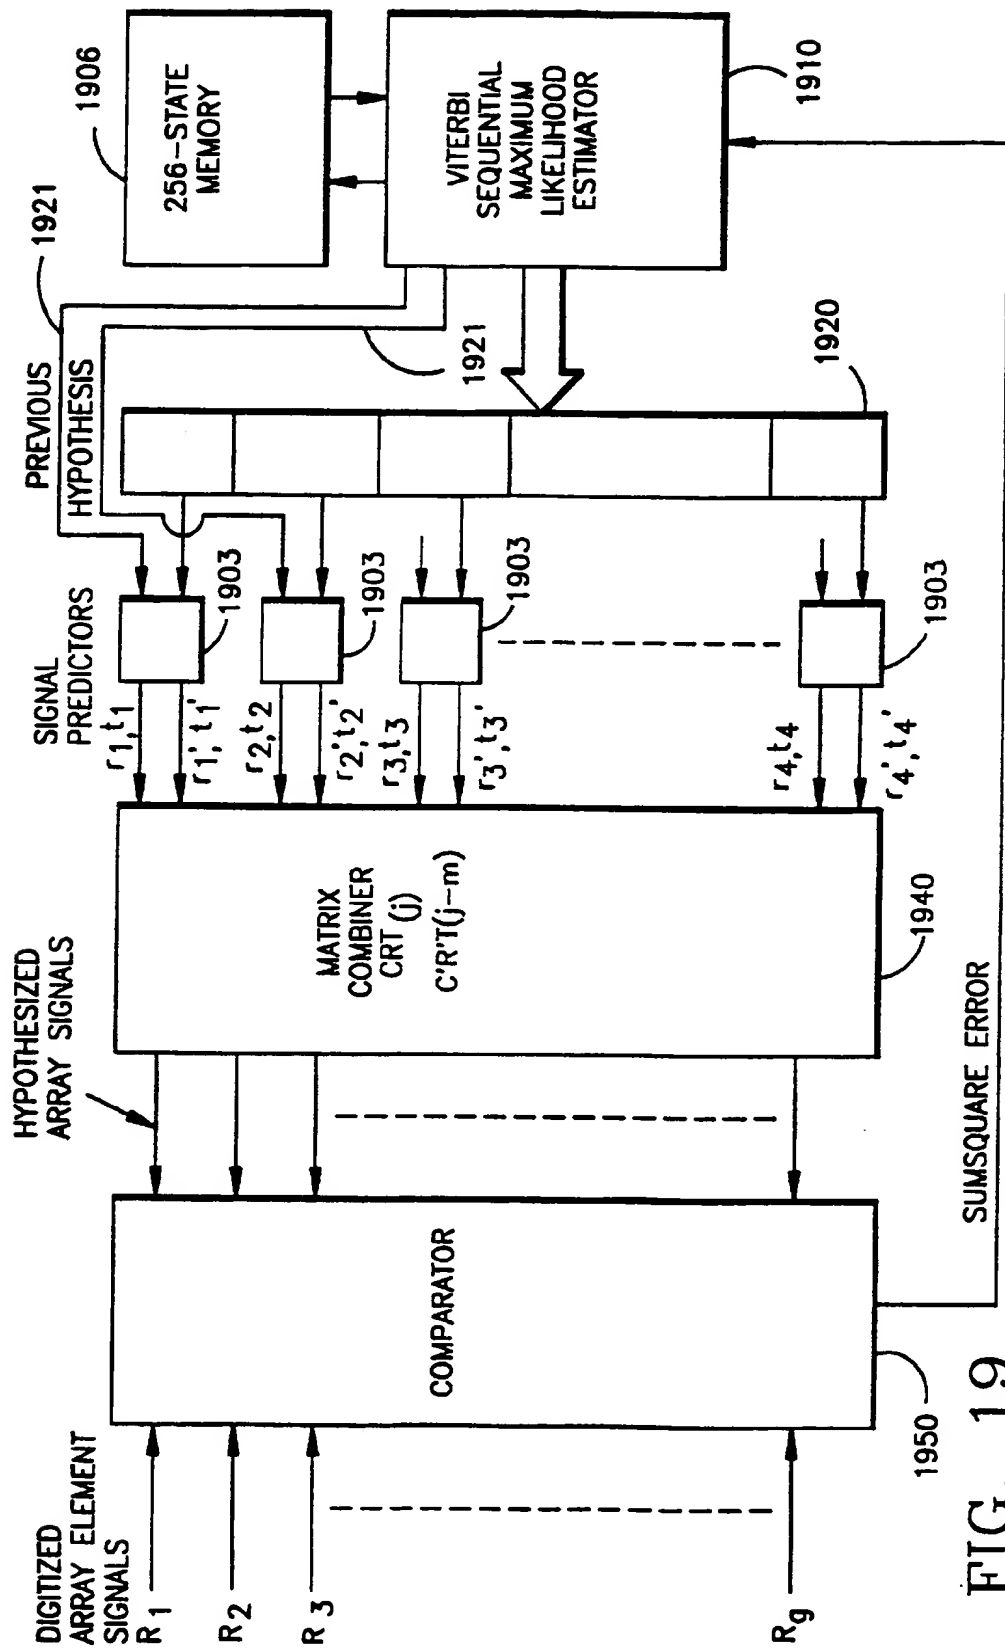 DIGITIZED
ARRAY ELEMENT
SIGNALS
R1
R2
R3
Rg
COMPARATOR
1950
HYPOTHESIZED
ARRAY SIGNALS
MATRIX
COMBINER
CRT(j)
C'R'T(j-m)
1940
SUMSQUARE ERROR
SIGNAL
PREDICTORS
r1,t1
r1',t1'
r2,t2
r2',t2'
r3,t3
r3',t3'
r4,t4
r4',t4'
1903
1903
1903
1903
PREVIOUS
HYPOTHESIS
1921
1921
1920
256-STATE
MEMORY
1906
VITERBI
SEQUENTIAL
MAXIMUM
LIKELIHOOD
ESTIMATOR
1910
FIG. 19